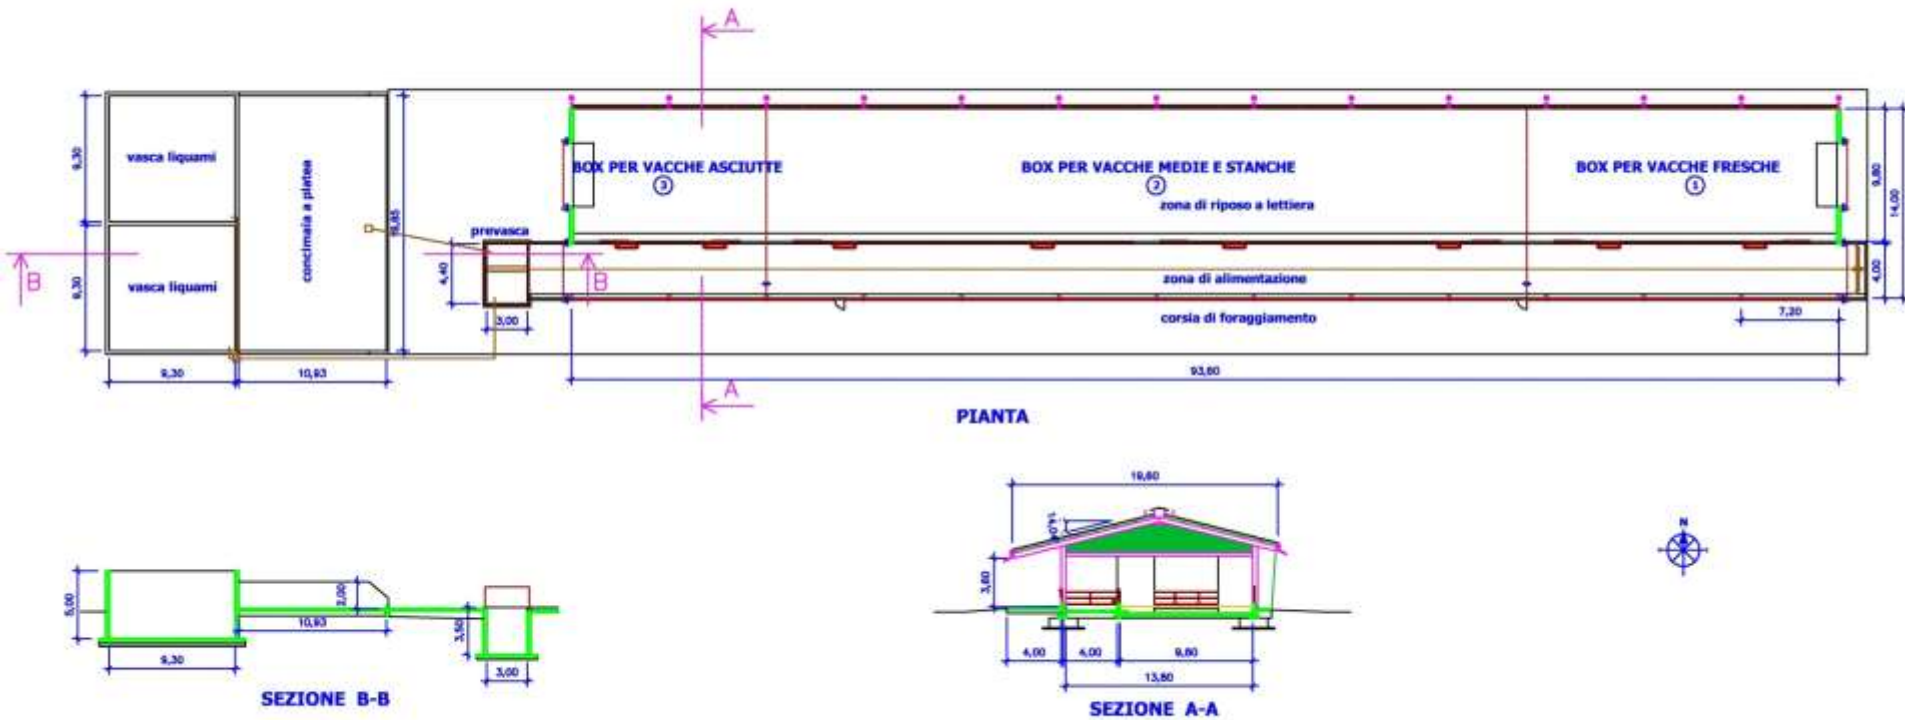 A
vasca liquami
9,30
concimaia a platea
19,85
BOX PER VACCHE ASCIUTTE
3
BOX PER VACCHE MEDIE E STANCHE
2
zona di riposo a lettiera
BOX PER VACCHE FRESCHE
1
9,80
14,00
prevasca
B
B
vasca liquami
9,30
4,40
zona di alimentazione
4,00
3,00
corsia di foraggiamento
7,20
9,30
10,93
93,60
A
PIANTA
5,00
2,00
10,93
3,50
9,30
3,00
SEZIONE B-B
19,60
3,60
4,00
4,00
9,80
13,80
SEZIONE A-A
N